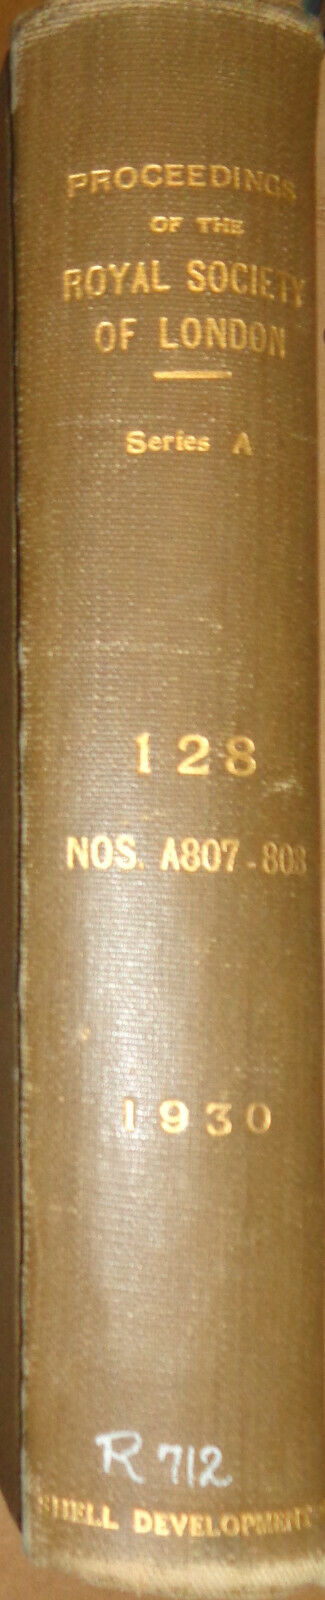 PROCEEDINGS
OF THE
ROYAL SOCIETY
OF LONDON
Series A
128
NOS. A807-808
1930
R 712
SHELL DEVELOPMENT